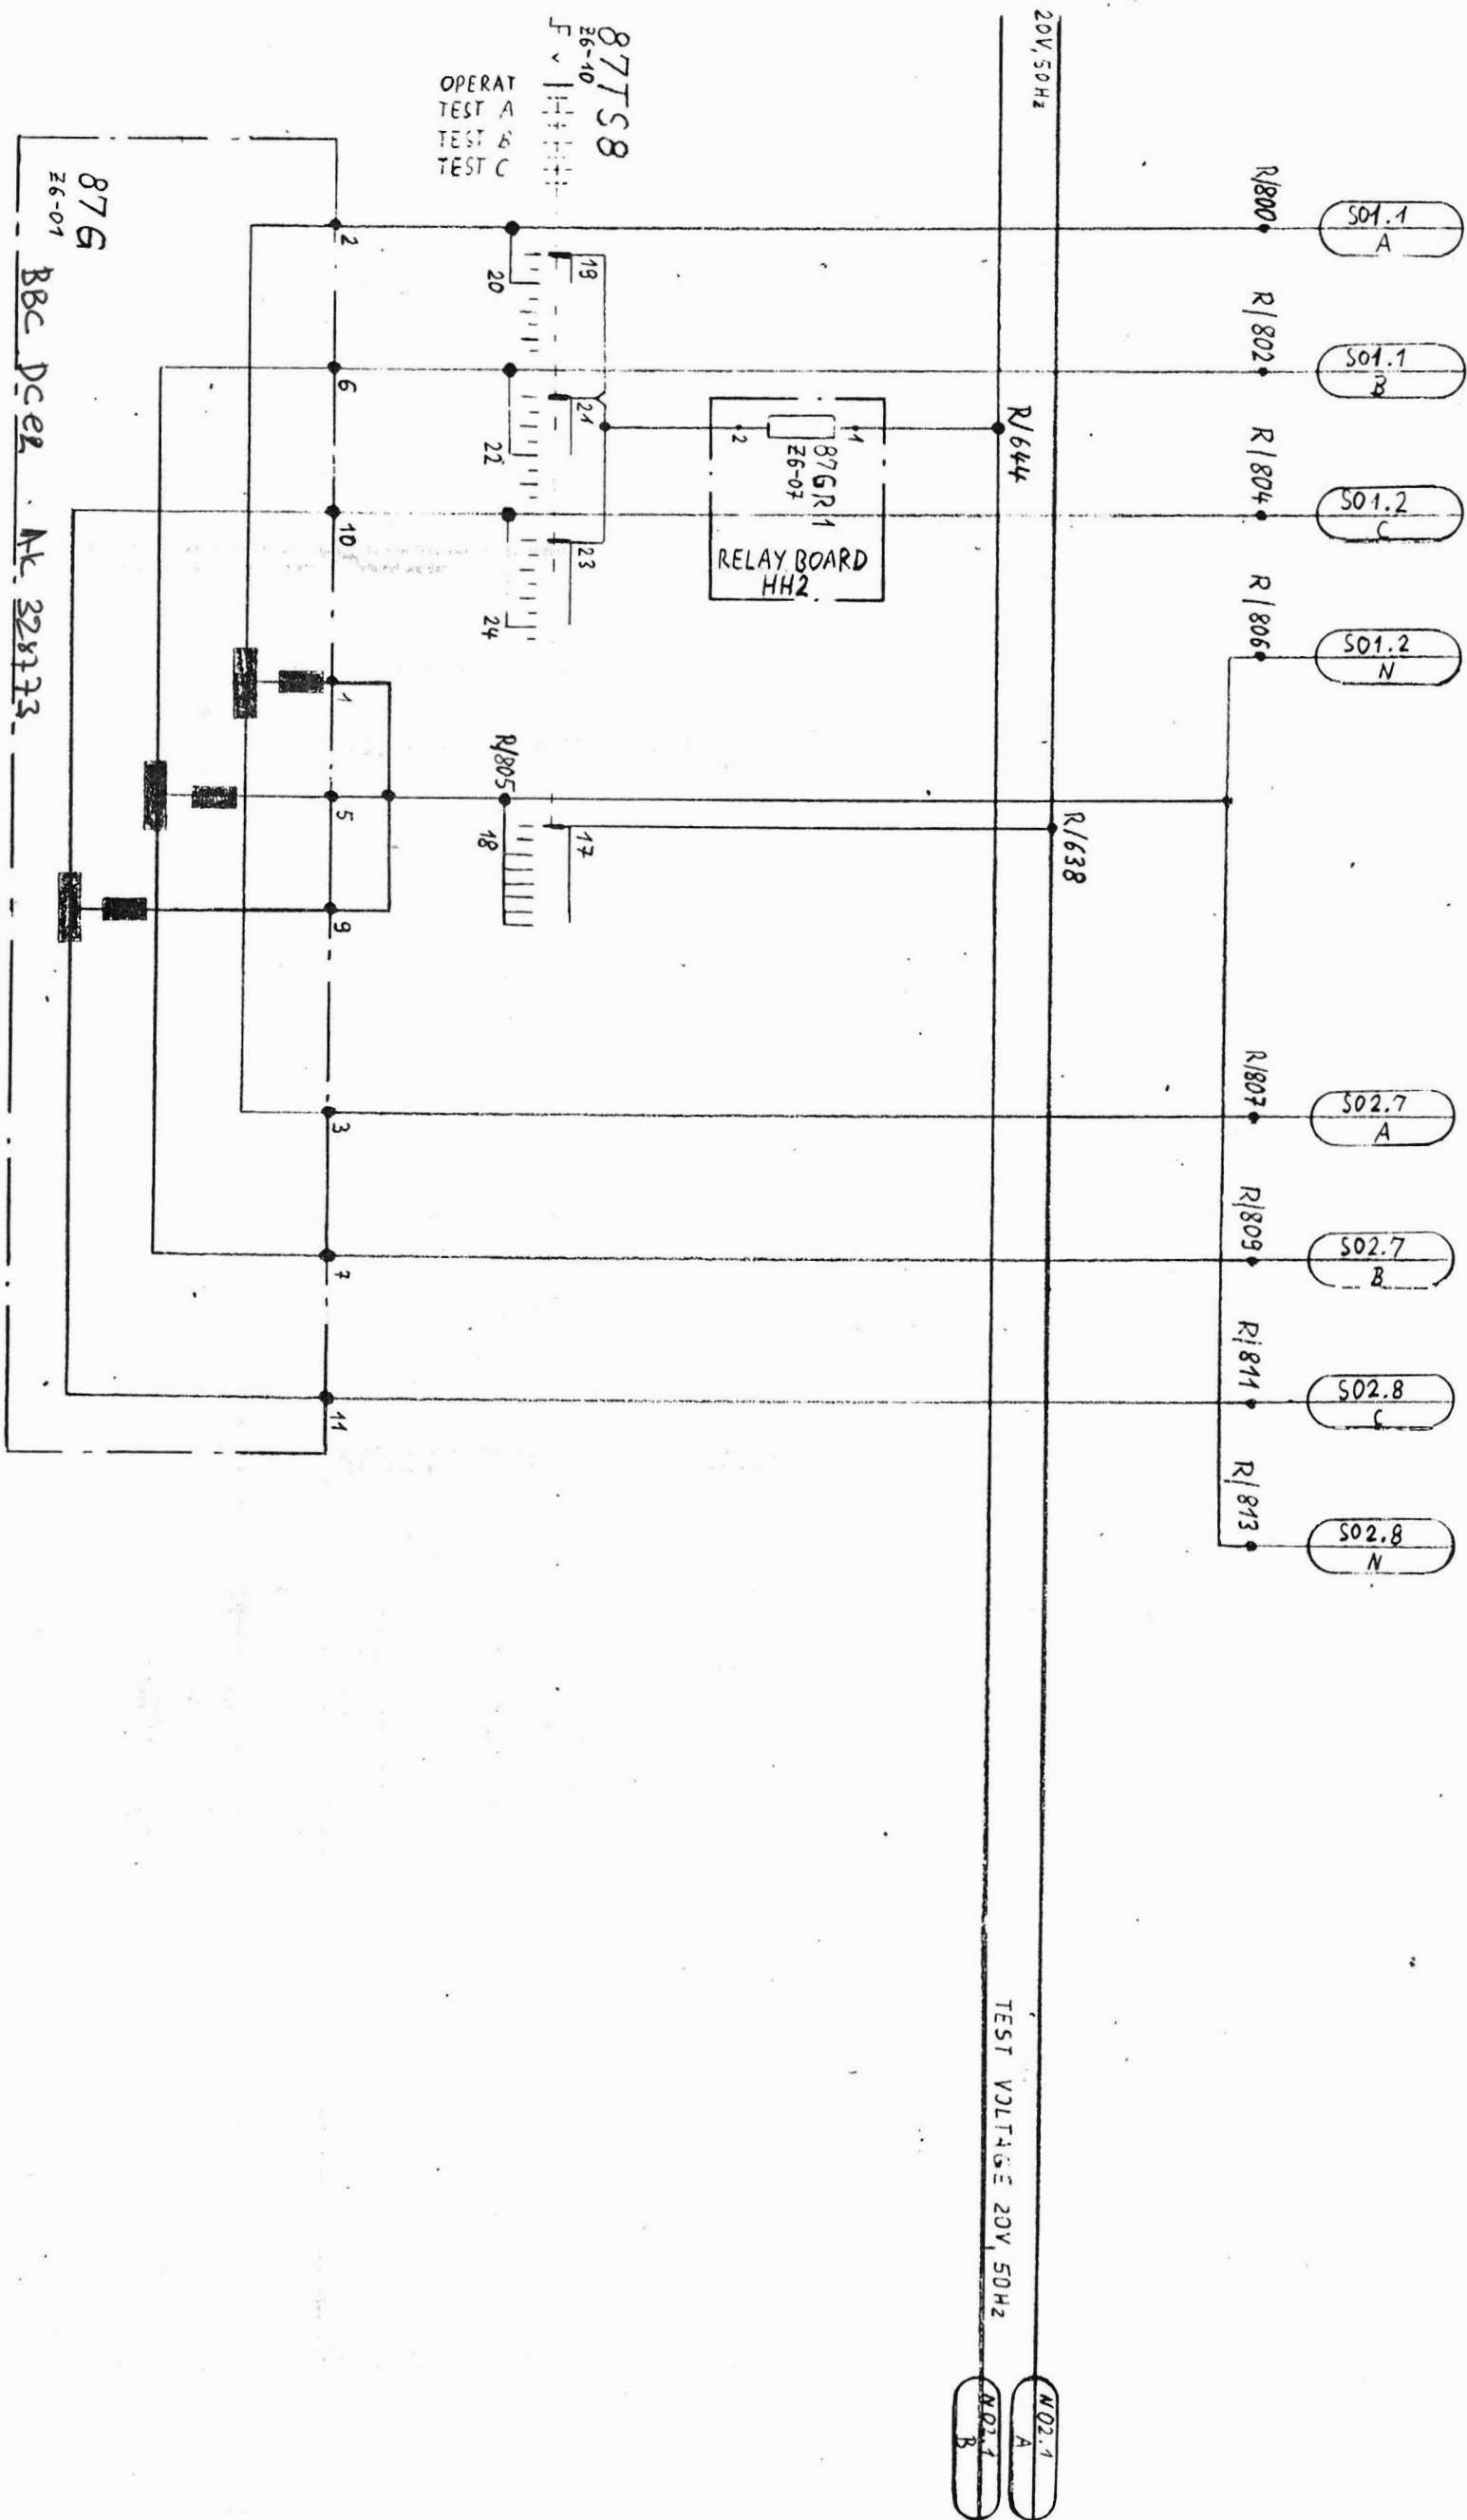 S01.1
A
S01.1
B
S01.2
C
S01.2
N
S02.7
A
S02.7
B
S02.8
C
S02.8
N
R/800
R/802
R/804
R/806
R/807
R/809
R/811
R/813
20V, 50Hz
R/644
R/638
TEST VOLTAGE 20V, 50Hz
N02.1
A
N02.1
B
1
87GR1
Z6-07
2
RELAY BOARD
HH2
87TS8
Z6-10
F
OPERAT
TEST A
TEST B
TEST C
19
20
21
22
23
24
R/805
17
18
2
6
10
1
5
9
3
7
11
87G
Z6-01